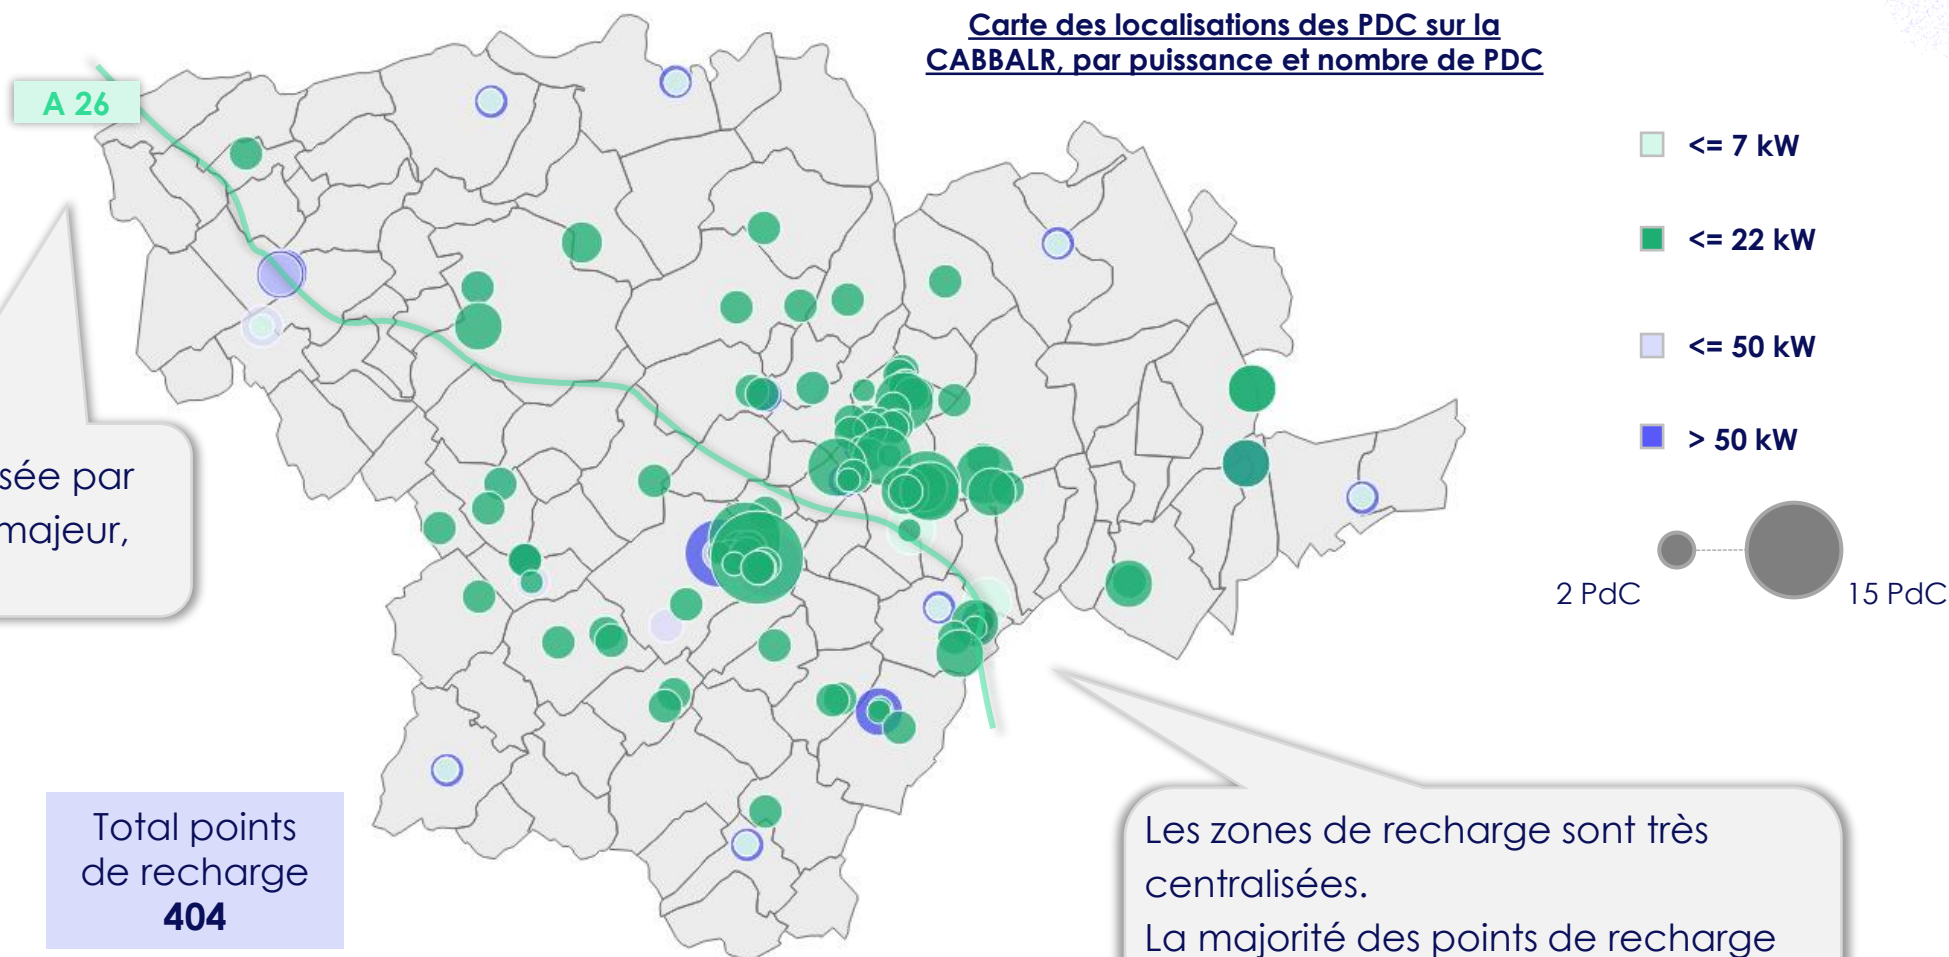 Carte des localisations des PDC sur la
CABBALR, par puissance et nombre de PDC
A 26
<= 7 kW
<= 22 kW
<= 50 kW
> 50 kW
2 PdC
15 PdC
sée par
majeur,
Total points
de recharge
404
Les zones de recharge sont très
centralisées.
La majorité des points de recharge